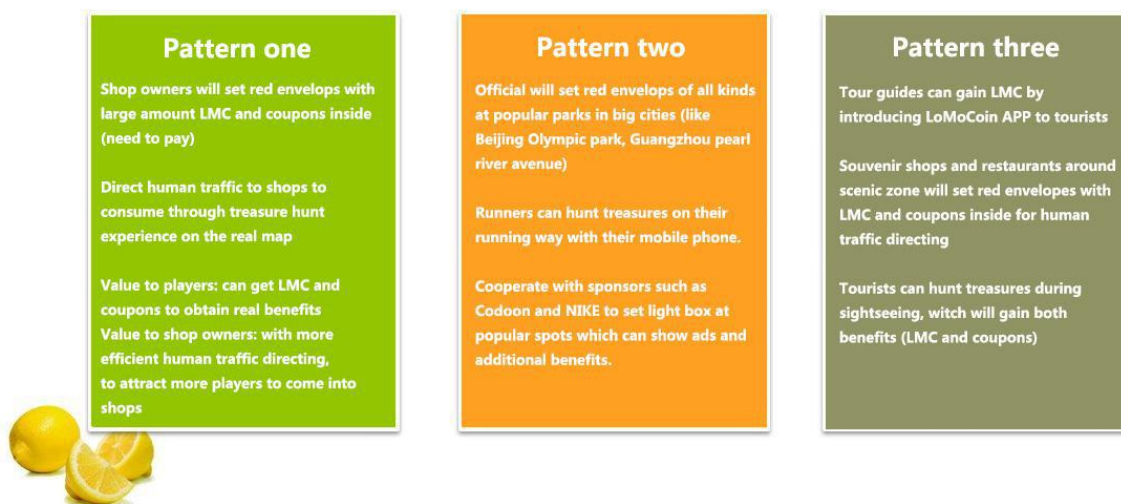 Pattern one
Shop owners will set red envelops with
large amount LMC and coupons inside
(need to pay)
Direct human traffic to shops to
consume through treasure hunt
experience on the real map
Value to players: can get LMC and
coupons to obtain real benefits
Value to shop owners: with more
efficient human traffic directing,
to attract more players to come into
shops
Pattern two
Official will set red envelops of all kinds
at popular parks in big cities (like
Beijing Olympic park, Guangzhou pearl
river avenue)
Runners can hunt treasures on their
running way with their mobile phone.
Cooperate with sponsors such as
Codoon and NIKE to set light box at
popular spots which can show ads and
additional benefits.
Pattern three
Tour guides can gain LMC by
introducing LoMoCoin APP to tourists
Souvenir shops and restaurants around
scenic zone will set red envelopes with
LMC and coupons inside for human
traffic directing
Tourists can hunt treasures during
sightseeing, witch will gain both
benefits (LMC and coupons)